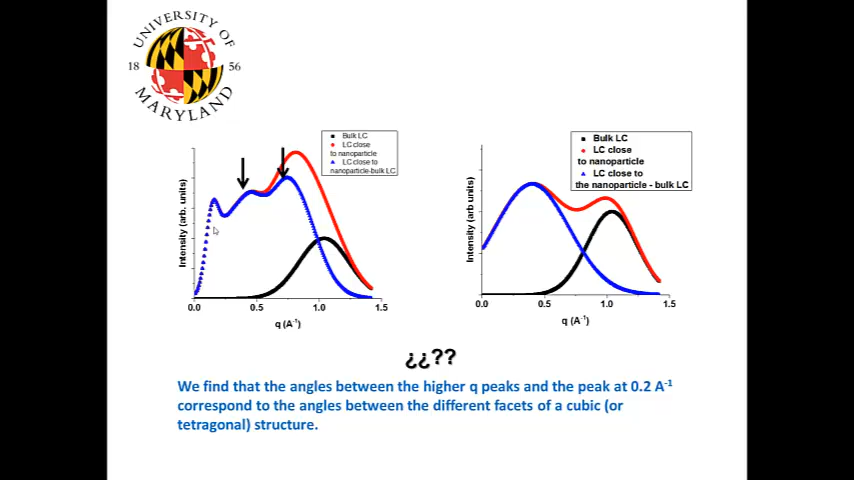 UNIVERSITY OF
18 56
MARYLAND
Bulk LC
LC close
to nanoparticle
LC close to
nanoparticle-bulk LC
Intensity (arb. units)
0.0 0.5 1.0 1.5
q (A-1)
Bulk LC
LC close
to nanoparticle
LC close to
the nanoparticle - bulk LC
Intensity (arb units)
0.0 0.5 1.0 1.5
q (A-1)
¿¿??
We find that the angles between the higher q peaks and the peak at 0.2 A-1
correspond to the angles between the different facets of a cubic (or
tetragonal) structure.